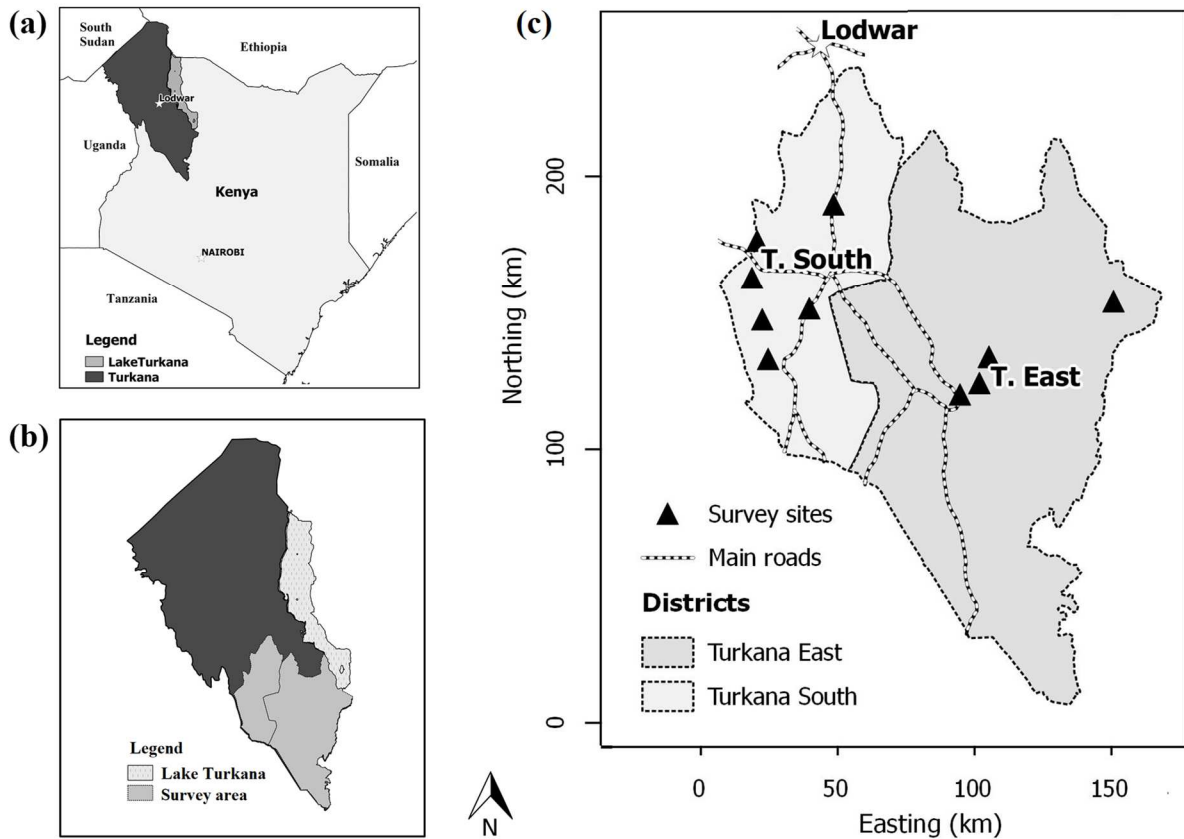 (a)
South
Sudan
Ethiopia
Lodwar
Uganda
Somalia
Kenya
NAIROBI
Tanzania
Legend
LakeTurkana
Turkana
(b)
Legend
Lake Turkana
Survey area
N
(c)
Lodwar
T. South
T. East
Northing (km)
200
100
0
Survey sites
Main roads
Districts
Turkana East
Turkana South
0 50 100 150
Easting (km)